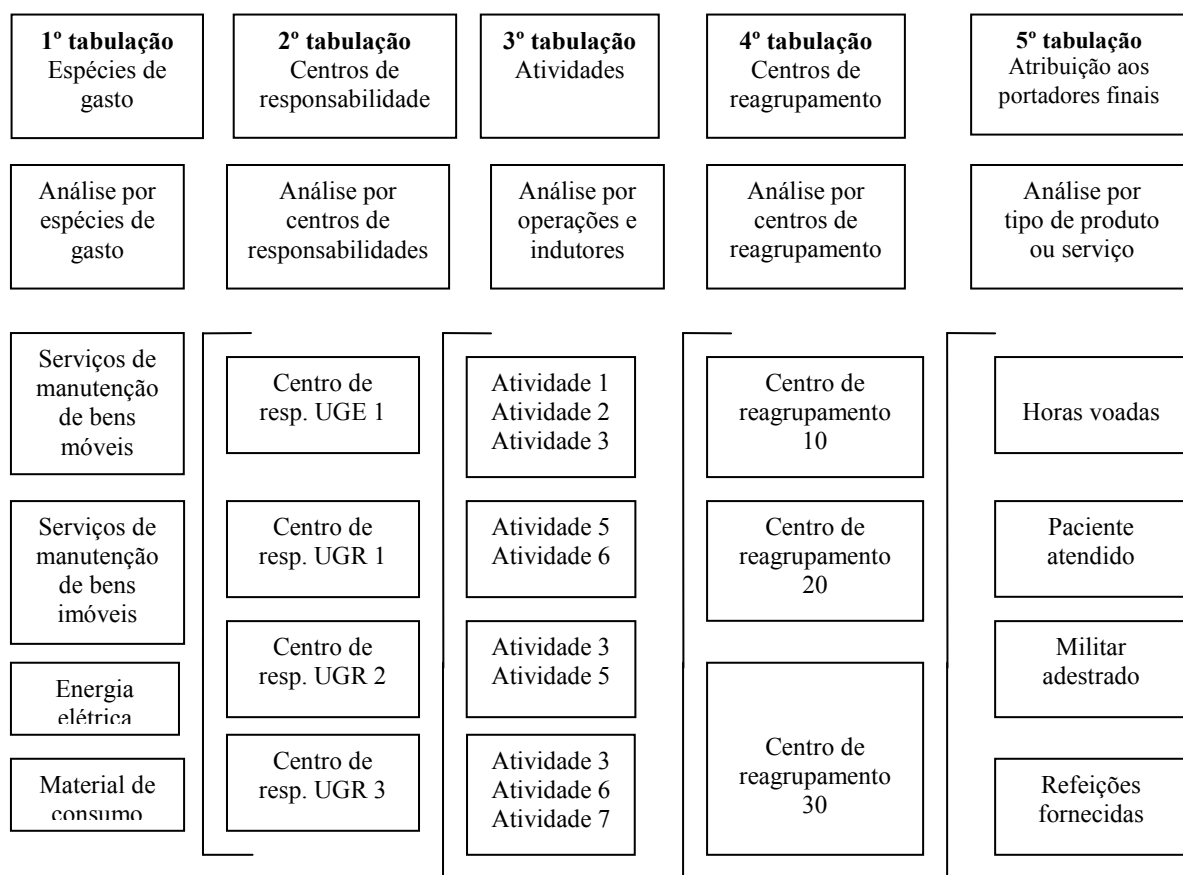 1º tabulação
Espécies de
gasto
2º tabulação
Centros de
responsabilidade
3º tabulação
Atividades
4º tabulação
Centros de
reagrupamento
5º tabulação
Atribuição aos
portadores finais
Análise por
espécies de
gasto
Análise por
centros de
responsabilidades
Análise por
operações e
indutores
Análise por
centros de
reagrupamento
Análise por
tipo de produto
ou serviço
Serviços de
manutenção
de bens
móveis
Serviços de
manutenção
de bens
imóveis
Energia
elétrica
Material de
consumo
Centro de
resp. UGE 1
Centro de
resp. UGR 1
Centro de
resp. UGR 2
Centro de
resp. UGR 3
Atividade 1
Atividade 2
Atividade 3
Atividade 5
Atividade 6
Atividade 3
Atividade 5
Atividade 3
Atividade 6
Atividade 7
Centro de
reagrupamento
10
Centro de
reagrupamento
20
Centro de
reagrupamento
30
Horas voadas
Paciente
atendido
Militar
adestrado
Refeições
fornecidas